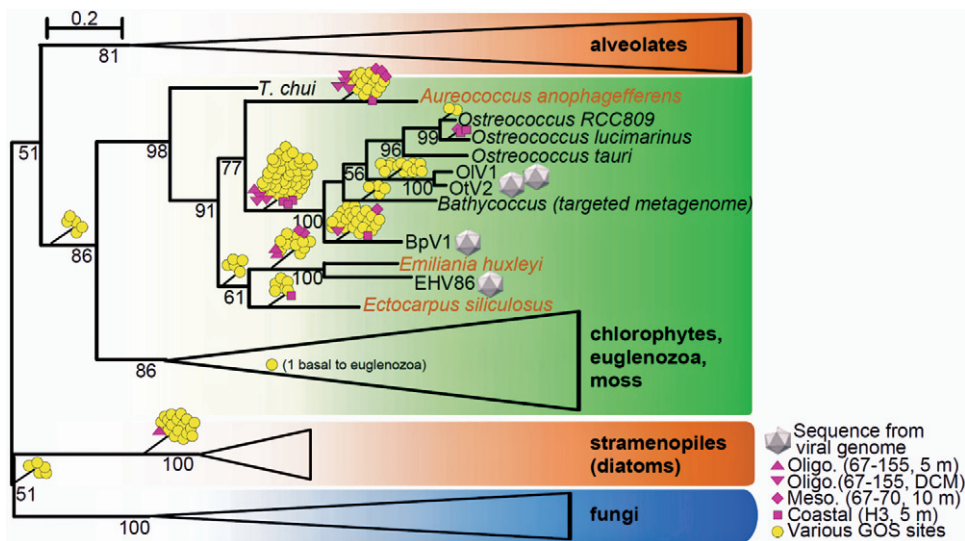 0.2
81
alveolates
51
T. chui
Aureococcus anophagefferens
98
Ostreococcus RCC809
99
Ostreococcus lucimarinus
96
77
Ostreococcus tauri
56
OlV1
100
OtV2
Bathycoccus (targeted metagenome)
91
100
86
BpV1
Emiliania huxleyi
100
EHV86
61
Ectocarpus siliculosus
chlorophytes,
euglenozoa,
moss
86
(1 basal to euglenozoa)
stramenopiles
(diatoms)
100
51
fungi
100
Sequence from
viral genome
Oligo. (67-155, 5 m)
Oligo.(67-155, DCM)
Meso. (67-70, 10 m)
Coastal (H3, 5 m)
Various GOS sites